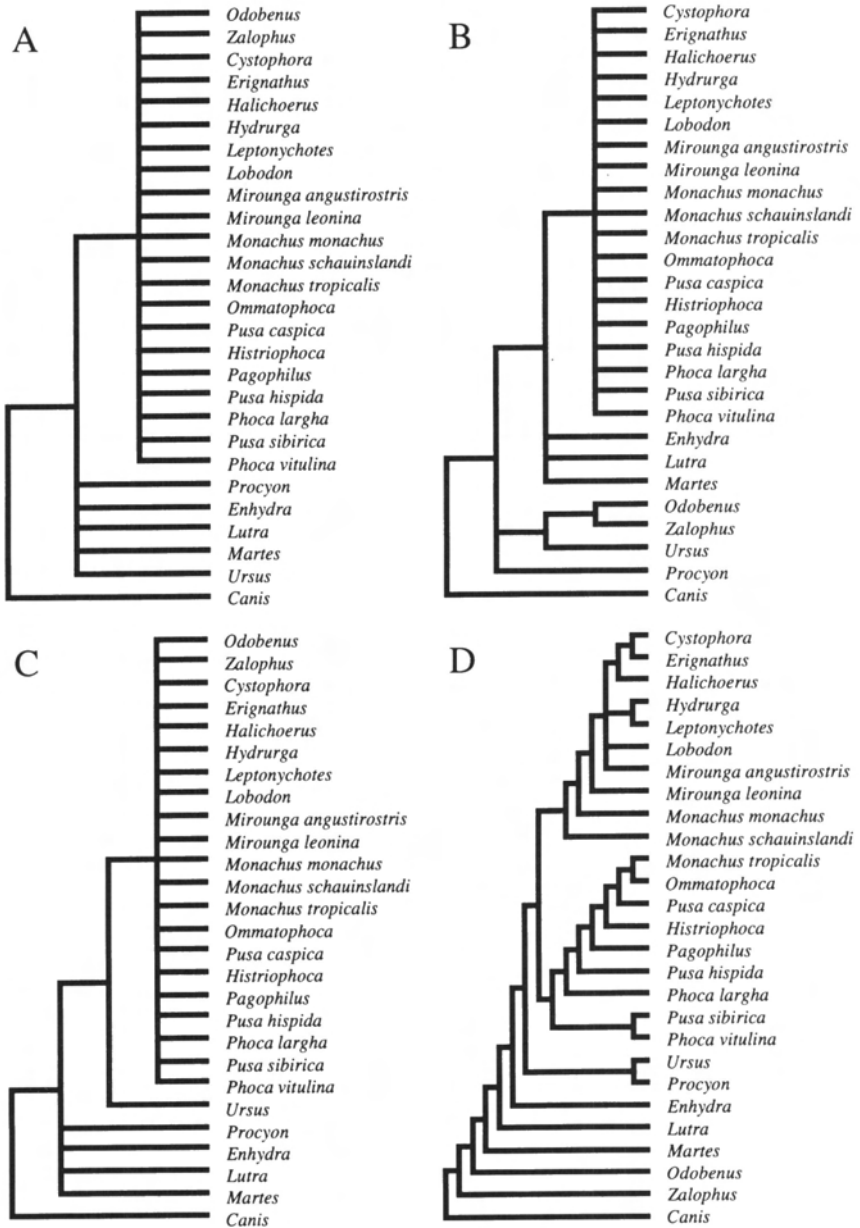 A
Odobenus
Zalophus
Cystophora
Erignathus
Halichoerus
Hydrurga
Leptonychotes
Lobodon
Mirounga angustirostris
Mirounga leonina
Monachus monachus
Monachus schauinslandi
Monachus tropicalis
Ommatophoca
Pusa caspica
Histriophoca
Pagophilus
Pusa hispida
Phoca largha
Pusa sibirica
Phoca vitulina
Procyon
Enhydra
Lutra
Martes
Ursus
Canis
B
Cystophora
Erignathus
Halichoerus
Hydrurga
Leptonychotes
Lobodon
Mirounga angustirostris
Mirounga leonina
Monachus monachus
Monachus schauinslandi
Monachus tropicalis
Ommatophoca
Pusa caspica
Histriophoca
Pagophilus
Pusa hispida
Phoca largha
Pusa sibirica
Phoca vitulina
Enhydra
Lutra
Martes
Odobenus
Zalophus
Ursus
Procyon
Canis
C
Odobenus
Zalophus
Cystophora
Erignathus
Halichoerus
Hydrurga
Leptonychotes
Lobodon
Mirounga angustirostris
Mirounga leonina
Monachus monachus
Monachus schauinslandi
Monachus tropicalis
Ommatophoca
Pusa caspica
Histriophoca
Pagophilus
Pusa hispida
Phoca largha
Pusa sibirica
Phoca vitulina
Ursus
Procyon
Enhydra
Lutra
Martes
Canis
D
Cystophora
Erignathus
Halichoerus
Hydrurga
Leptonychotes
Lobodon
Mirounga angustirostris
Mirounga leonina
Monachus monachus
Monachus schauinslandi
Monachus tropicalis
Ommatophoca
Pusa caspica
Histriophoca
Pagophilus
Pusa hispida
Phoca largha
Pusa sibirica
Phoca vitulina
Ursus
Procyon
Enhydra
Lutra
Martes
Odobenus
Zalophus
Canis